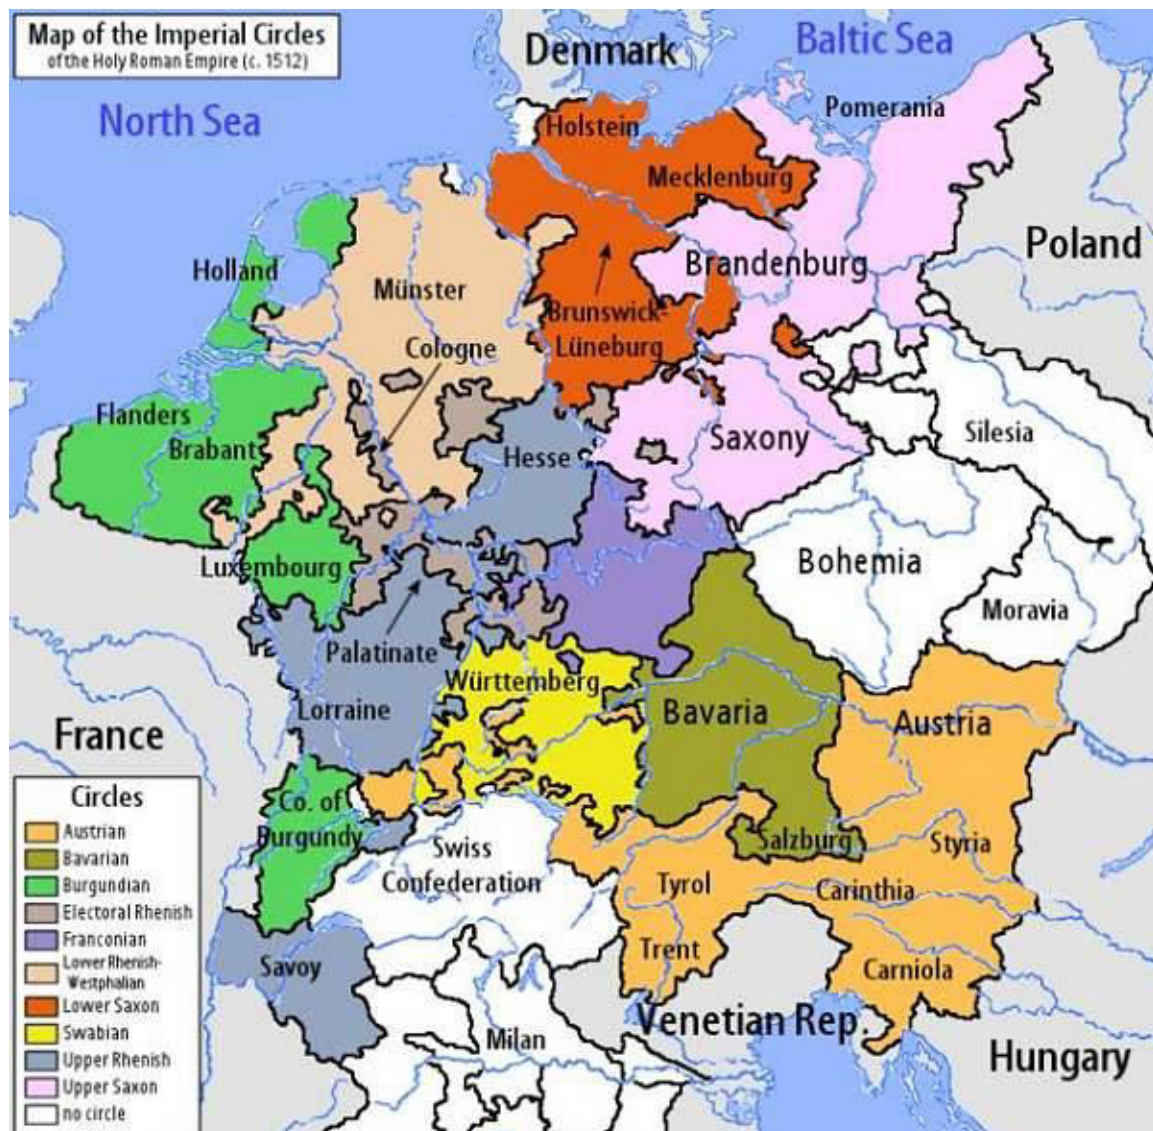 Map of the Imperial Circles
of the Holy Roman Empire (c. 1512)
Denmark
Baltic Sea
North Sea
Pomerania
Holstein
Mecklenburg
Poland
Holland
Brandenburg
Münster
Brunswick-
Lüneburg
Cologne
Flanders
Brabant
Saxony
Silesia
Hesse
Luxembourg
Bohemia
Moravia
Palatinate
Württemberg
Lorraine
Bavaria
Austria
France
Co. of
Burgundy
Swiss
Confederation
Salzburg
Styria
Tyrol
Carinthia
Trent
Carniola
Savoy
Milan
Venetian Rep.
Hungary
Circles
Austrian
Bavarian
Burgundian
Electoral Rhenish
Franconian
Lower Rhenish-
Westphalian
Lower Saxon
Swabian
Upper Rhenish
Upper Saxon
no circle